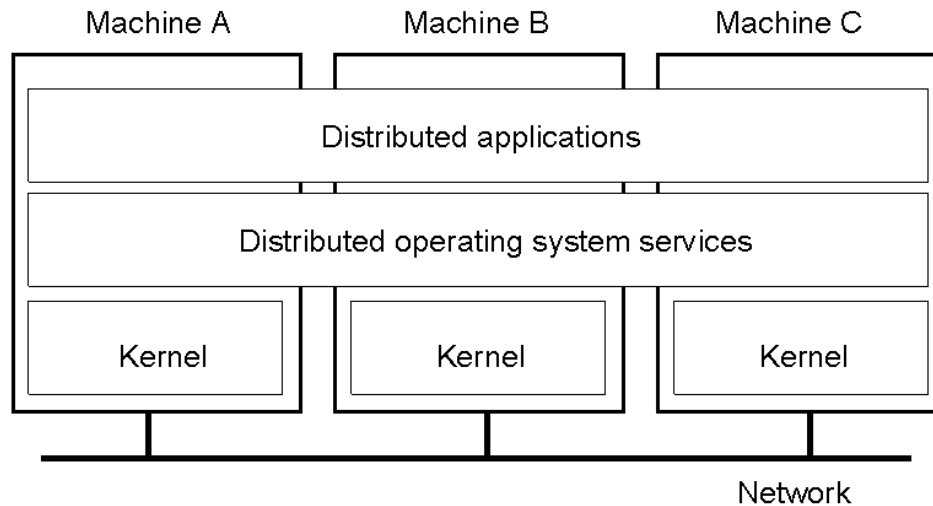 Machine A
Machine B
Machine C
Distributed applications
Distributed operating system services
Kernel
Kernel
Kernel
Network